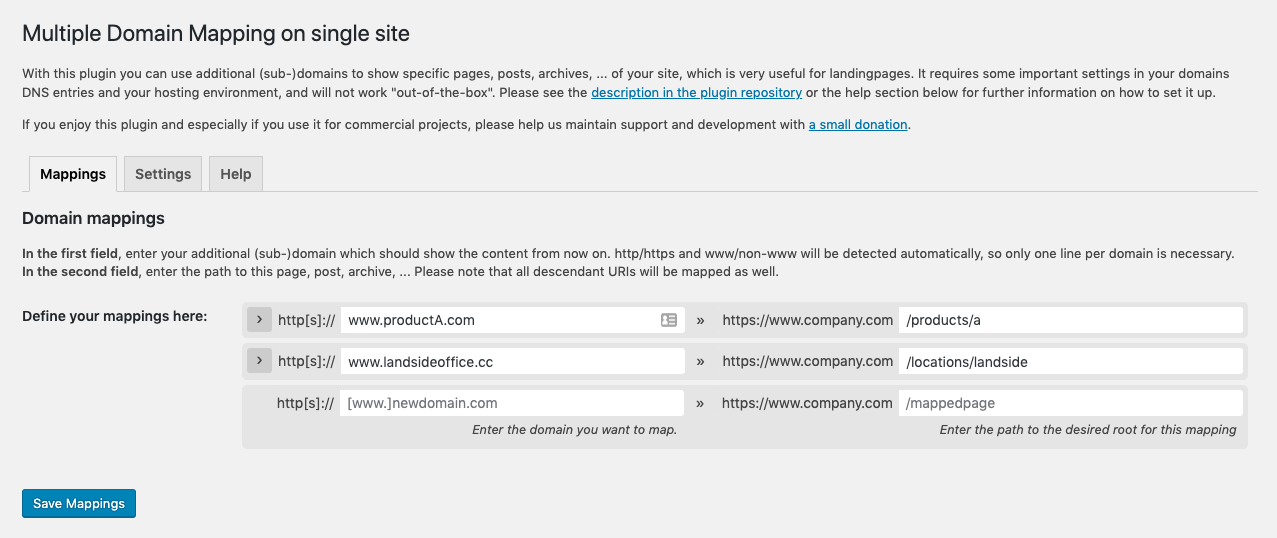 Multiple Domain Mapping on single site
With this plugin you can use additional (sub-)domains to show specific pages, posts, archives, ... of your site, which is very useful for landingpages. It requires some important settings in your domains
DNS entries and your hosting environment, and will not work "out-of-the-box". Please see the description in the plugin repository or the help section below for further information on how to set it up.
If you enjoy this plugin and especially if you use it for commercial projects, please help us maintain support and development with a small donation.
Mappings Settings Help
Domain mappings
In the first field, enter your additional (sub-)domain which should show the content from now on. http/https and www/non-www will be detected automatically, so only one line per domain is necessary.
In the second field, enter the path to this page, post, archive, ... Please note that all descendant URIs will be mapped as well.
Define your mappings here: http[s]:// www.productA.com » https://www.company.com /products/a
http[s]:// www.landsideoffice.cc » https://www.company.com /locations/landside
http[s]:// [www.]newdomain.com » https://www.company.com /mappedpage
Enter the domain you want to map. Enter the path to the desired root for this mapping
Save Mappings